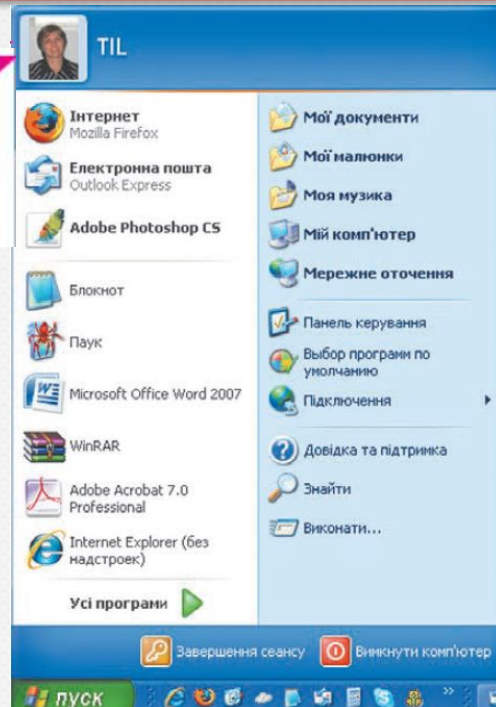 TIL
Інтернет
Mozilla Firefox
Електронна пошта
Outlook Express
Adobe Photoshop CS
Блокнот
Паук
Microsoft Office Word 2007
WinRAR
Adobe Acrobat 7.0
Professional
Internet Explorer (без
надстроек)
Усі програми
Мої документи
Мої малюнки
Моя музика
Мій комп'ютер
Мережне оточення
Панель керування
Выбор программ по
умолчанию
Підключення
Довідка та підтримка
Знайти
Виконати...
Завершення сеансу
Вимкнути комп'ютер
пуск